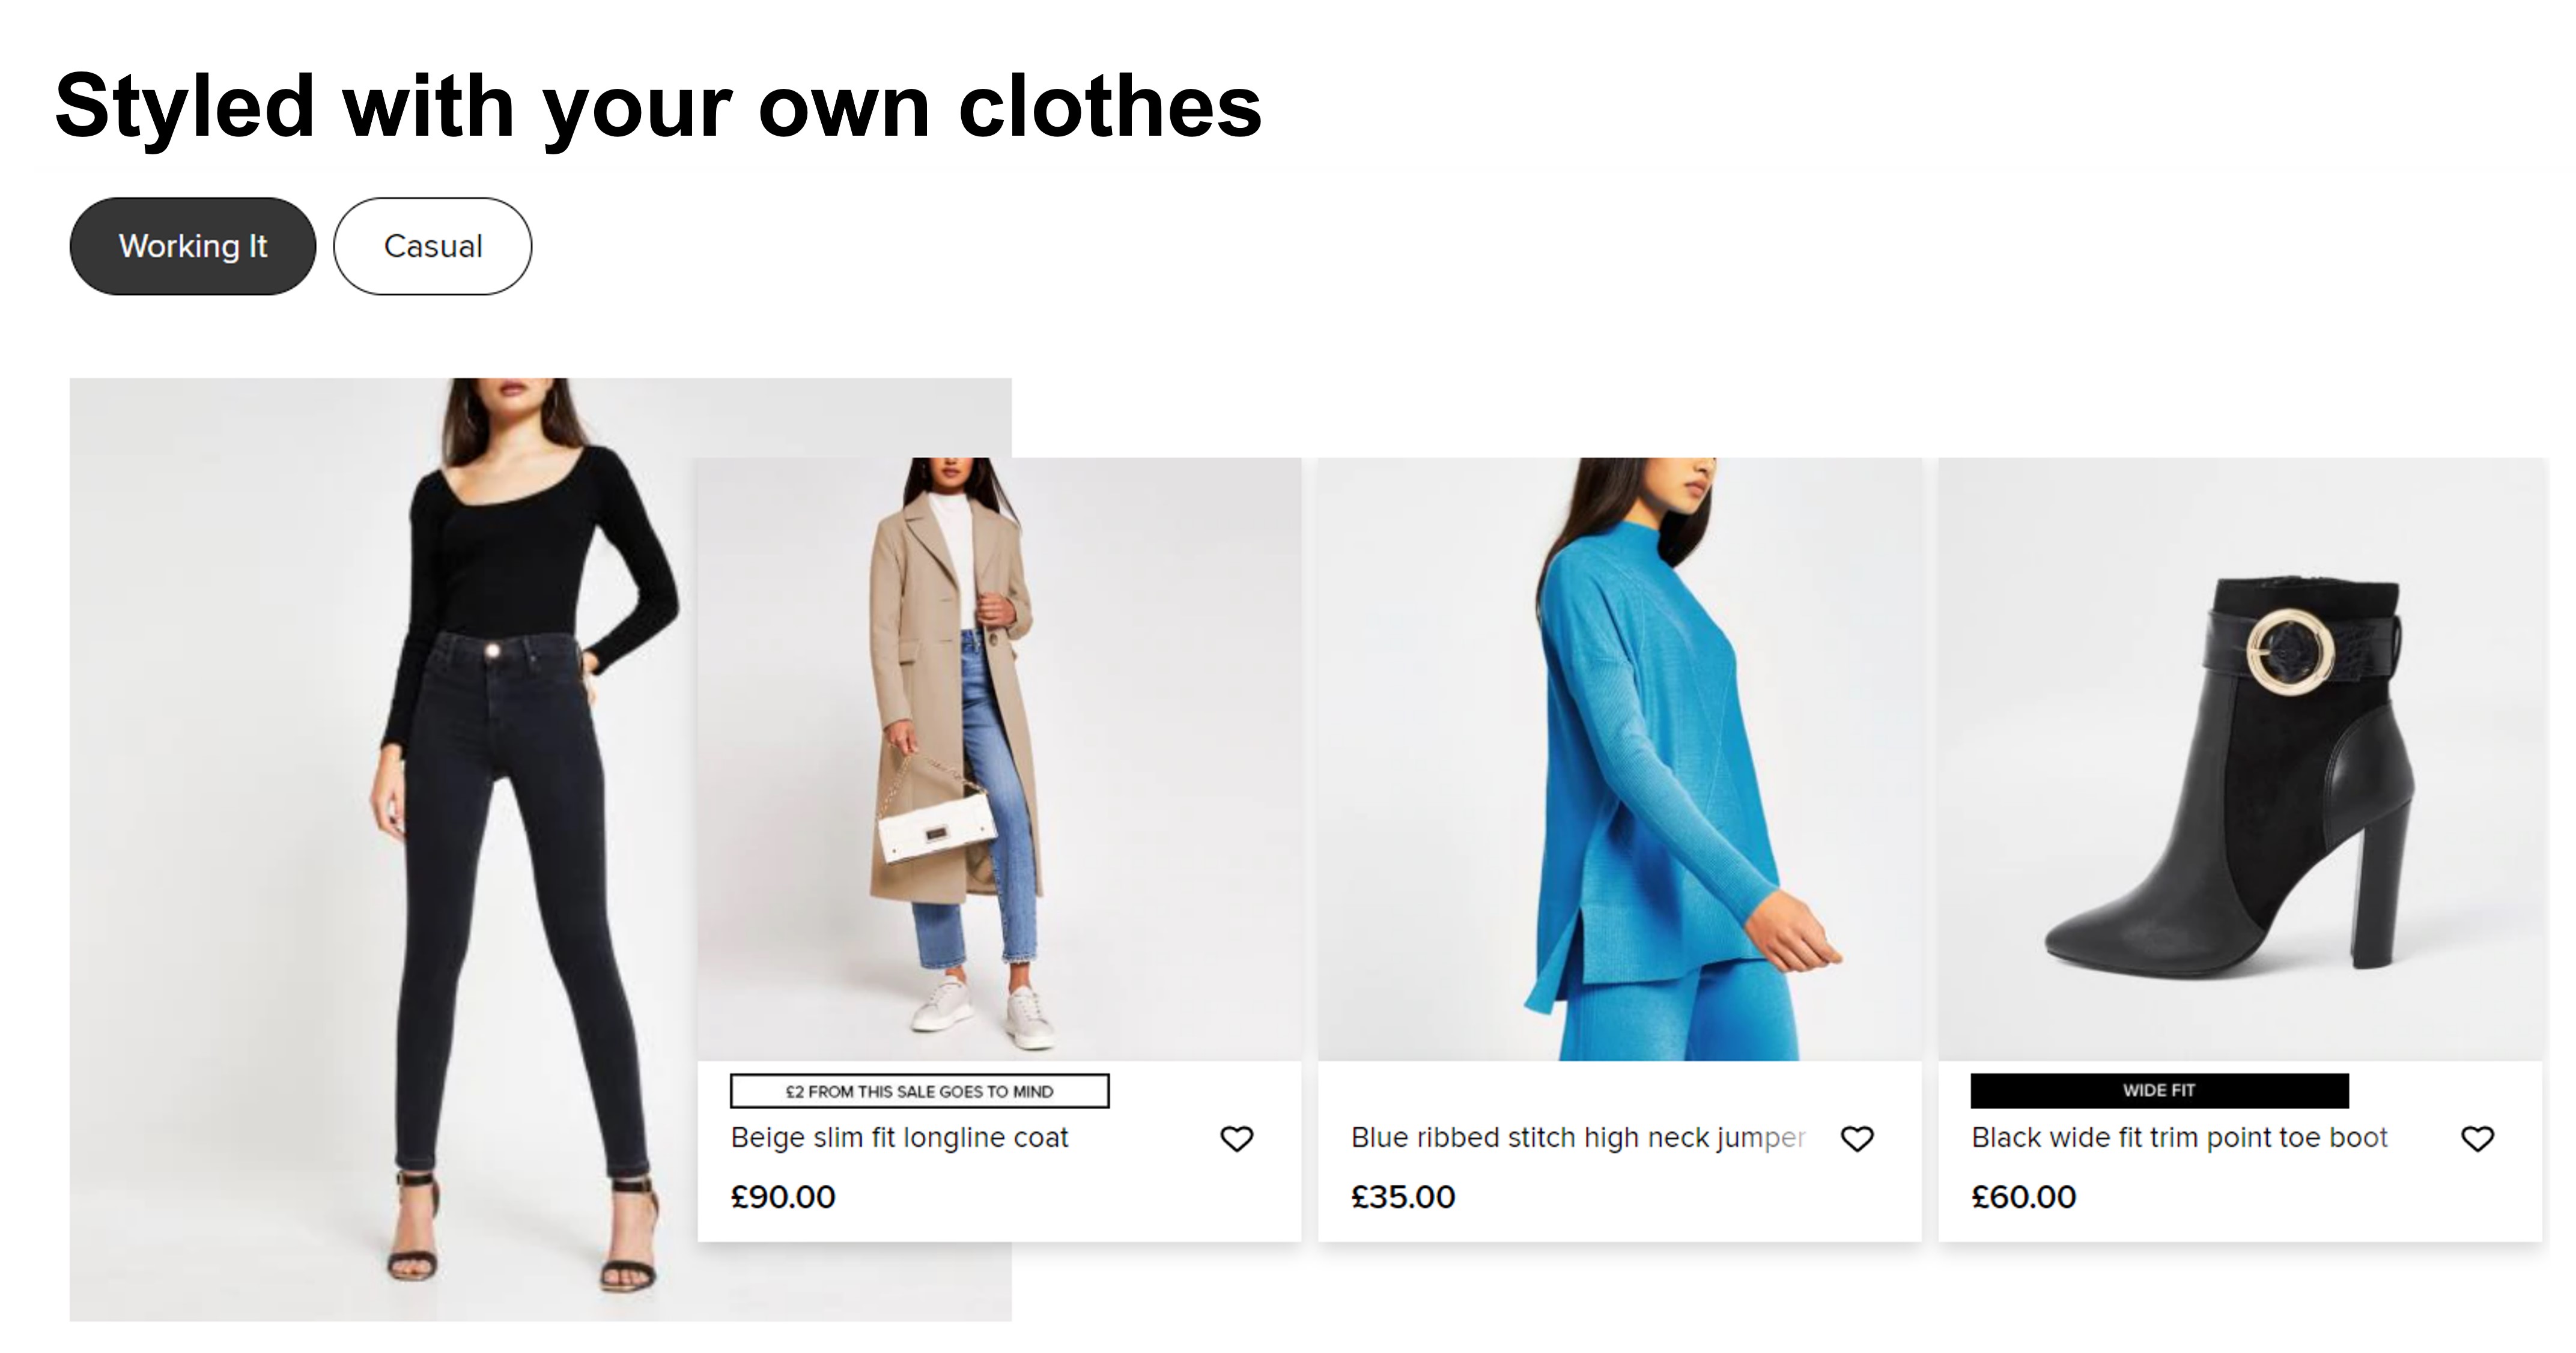 Styled with your own clothes
Working It
Casual
£2 FROM THIS SALE GOES TO MIND
Beige slim fit longline coat
£90.00
Blue ribbed stitch high neck jumper
£35.00
WIDE FIT
Black wide fit trim point toe boot
£60.00